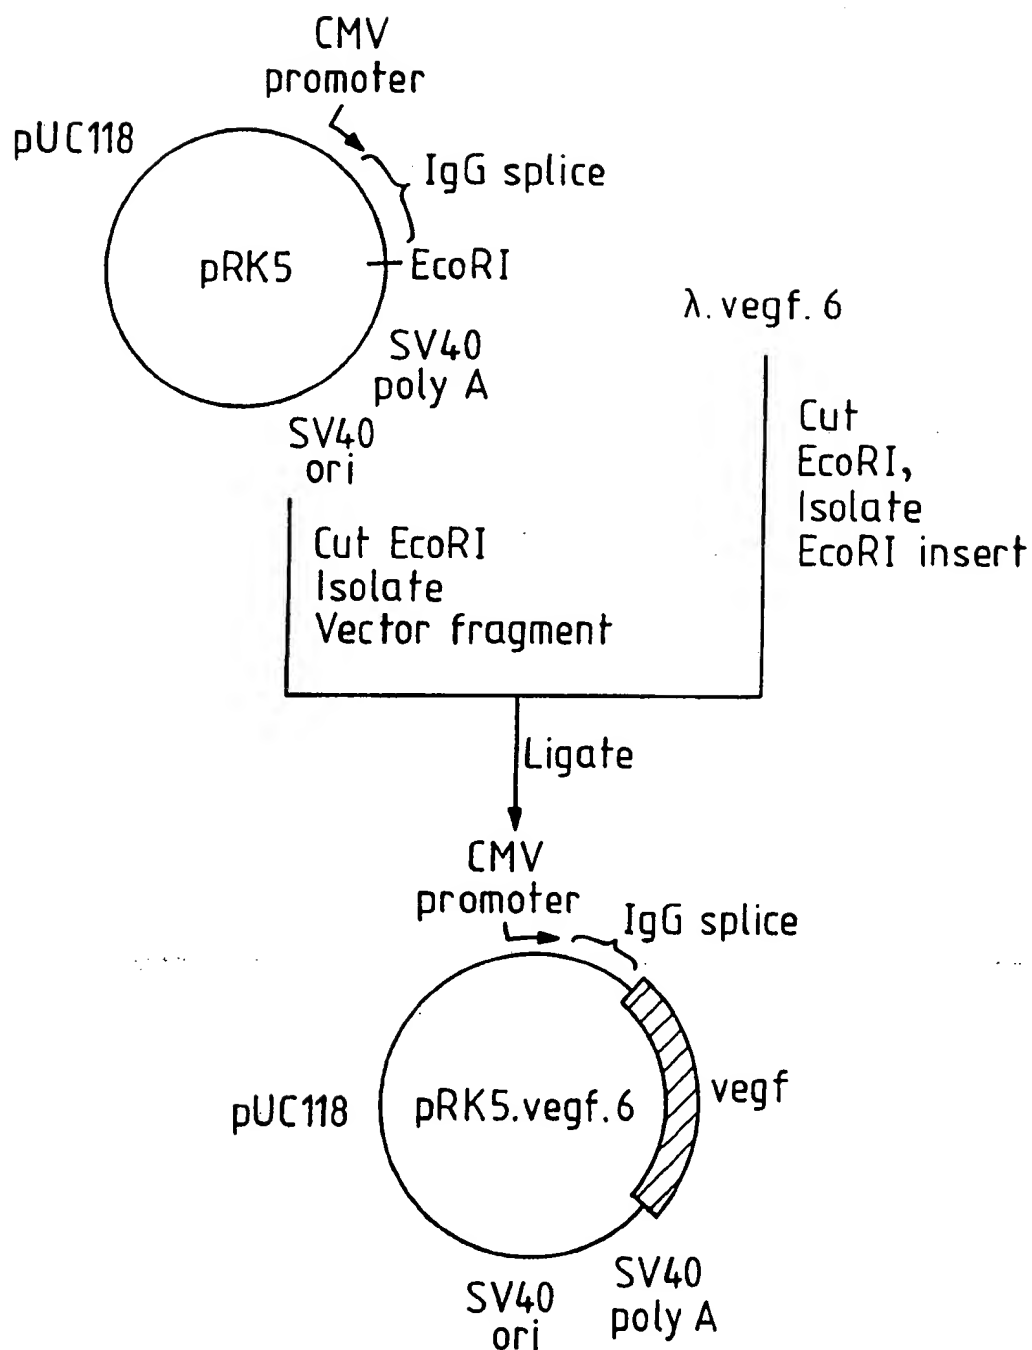 CMV
promoter
pUC118
IgG splice
pRK5
EcoRI
SV40
poly A
SV40
ori
λ.vegf.6
Cut
EcoRI,
Isolate
EcoRI insert
Cut EcoRI
Isolate
Vector fragment
Ligate
CMV
promoter
IgG splice
vegf
pUC118
pRK5.vegf.6
SV40
ori
SV40
poly A